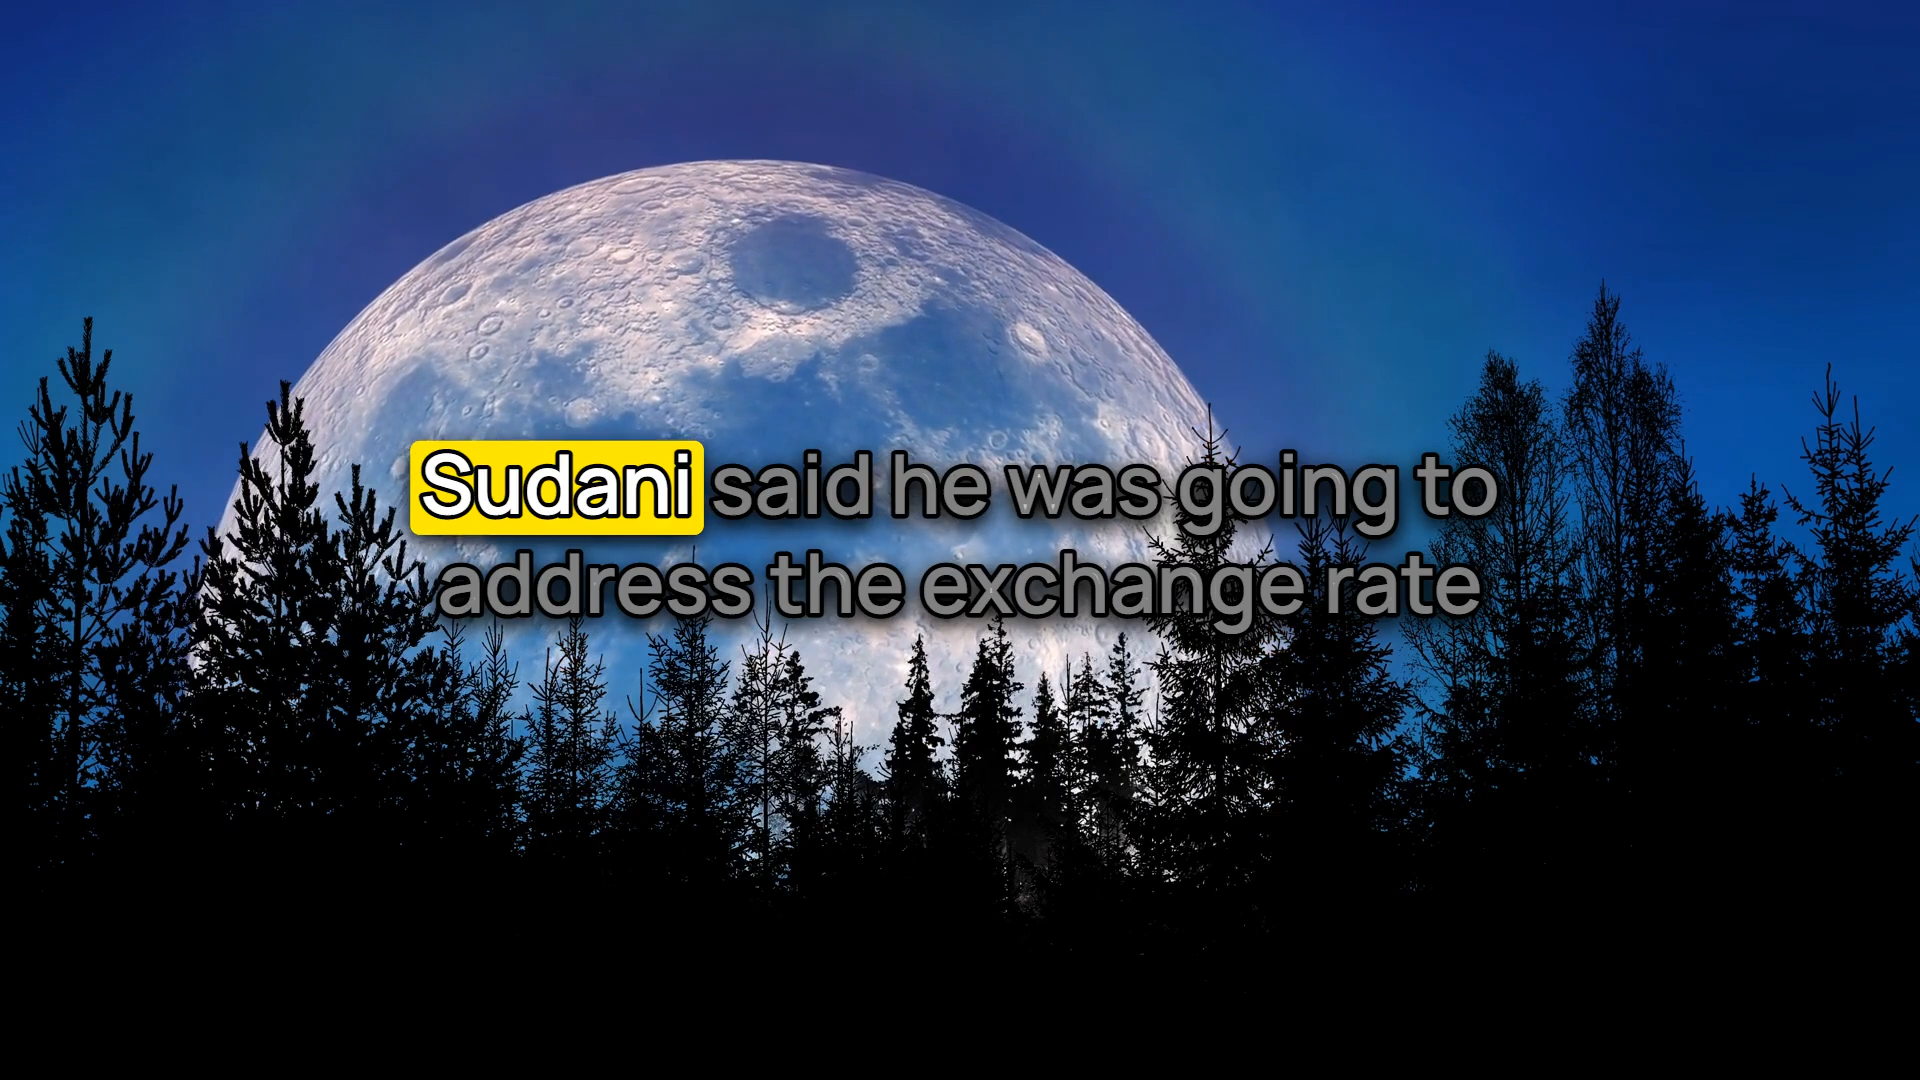 Sudani said he was going to
address the exchange rate